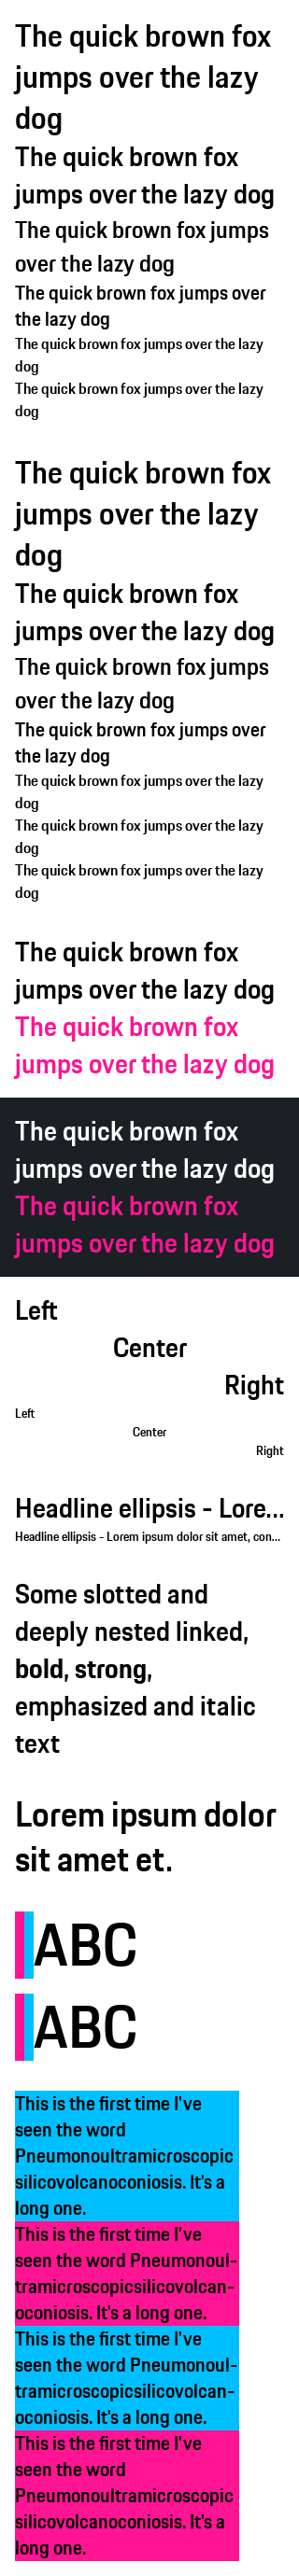 The quick brown fox
jumps over the lazy
dog
The quick brown fox
jumps over the lazy dog
The quick brown fox jumps
over the lazy dog
The quick brown fox jumps over
the lazy dog
The quick brown fox jumps over the lazy
dog
The quick brown fox jumps over the lazy
dog
The quick brown fox
jumps over the lazy
dog
The quick brown fox
jumps over the lazy dog
The quick brown fox jumps
over the lazy dog
The quick brown fox jumps over
the lazy dog
The quick brown fox jumps over the lazy
dog
The quick brown fox jumps over the lazy
dog
The quick brown fox jumps over the lazy
dog
The quick brown fox
jumps over the lazy dog
The quick brown fox
jumps over the lazy dog
The quick brown fox
jumps over the lazy dog
The quick brown fox
jumps over the lazy dog
Left
Center
Right
Left
Center
Right
Headline ellipsis - Lore...
Headline ellipsis - Lorem ipsum dolor sit amet, con...
Some slotted and
deeply nested linked,
bold, strong,
emphasized and italic
text
Lorem ipsum dolor
sit amet et.
ABC
ABC
This is the first time I've
seen the word
Pneumonoultramicroscopic
silicovolcanoconiosis. It's a
long one.
This is the first time I've
seen the word Pneumonoul-
tramicroscopicsilicovolcan-
oconiosis. It's a long one.
This is the first time I've
seen the word Pneumonoul-
tramicroscopicsilicovolcan-
oconiosis. It's a long one.
This is the first time I've
seen the word
Pneumonoultramicroscopic
silicovolcanoconiosis. It's a
long one.